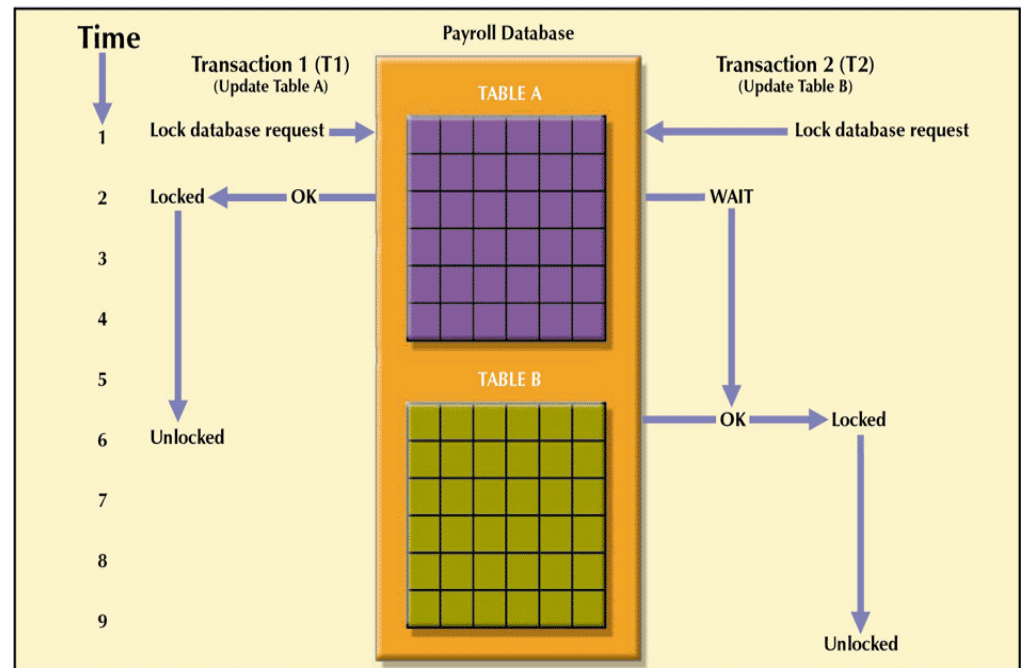 Time
Payroll Database
Transaction 1 (T1)
(Update Table A)
Transaction 2 (T2)
(Update Table B)
TABLE A
1
Lock database request
Lock database request
2
Locked
OK
WAIT
3
4
5
TABLE B
OK
Locked
6
Unlocked
7
8
9
Unlocked